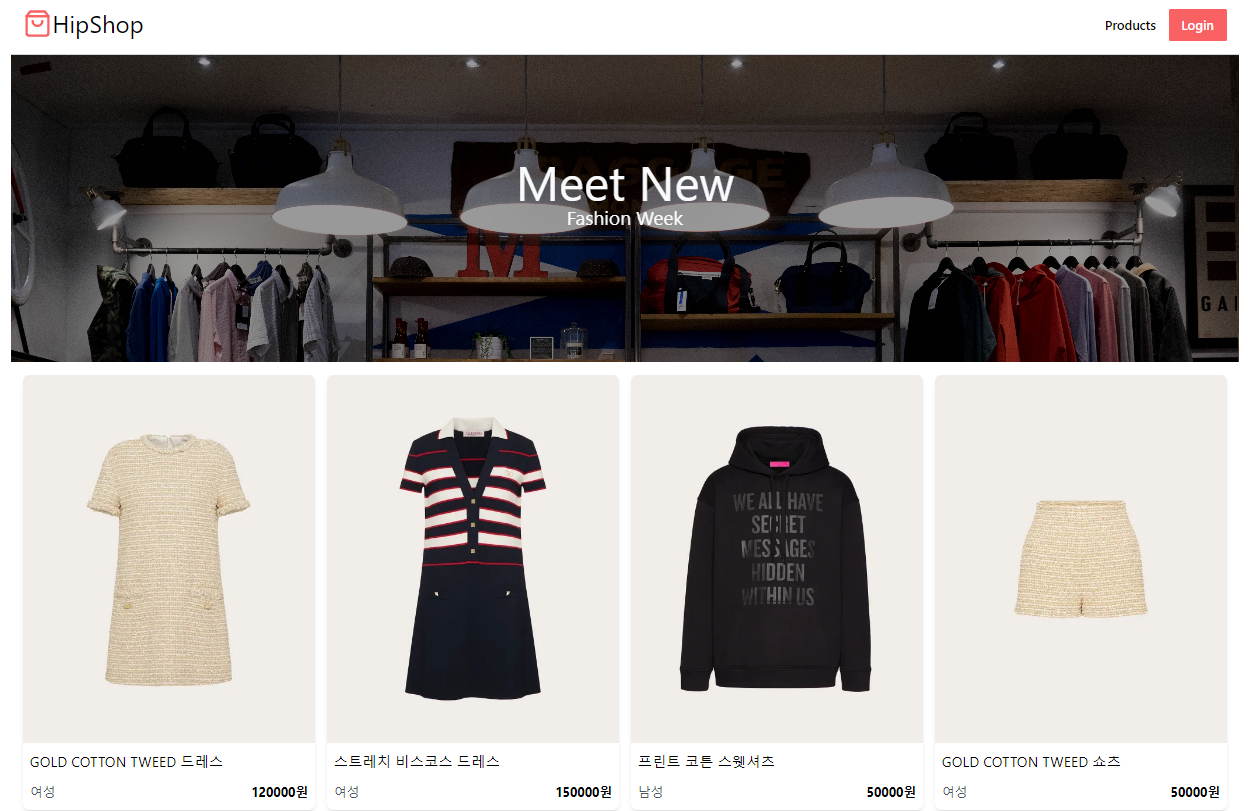 HipShop
Products
Login
BAGGAGE
Meet New
Fashion Week
M
GAI
WE ALL HAVE
SECRET
MESSAGES
HIDDEN
WITHIN US
GOLD COTTON TWEED 드레스
여성
120000원
스트레치 비스코스 드레스
여성
150000원
프린트 코튼 스웻셔츠
남성
50000원
GOLD COTTON TWEED 쇼츠
여성
50000원